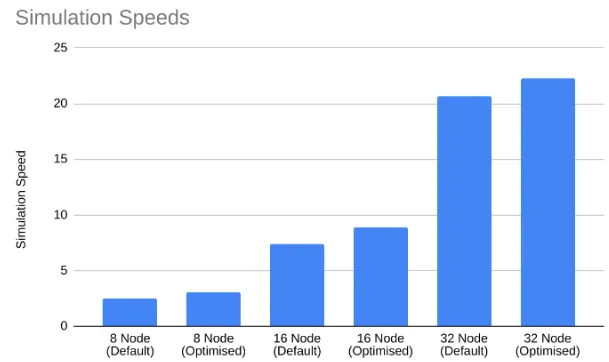 Simulation Speeds
25
20
15
10
5
0
Simulation Speed
8 Node
(Default)
8 Node
(Optimised)
16 Node
(Default)
16 Node
(Optimised)
32 Node
(Default)
32 Node
(Optimised)